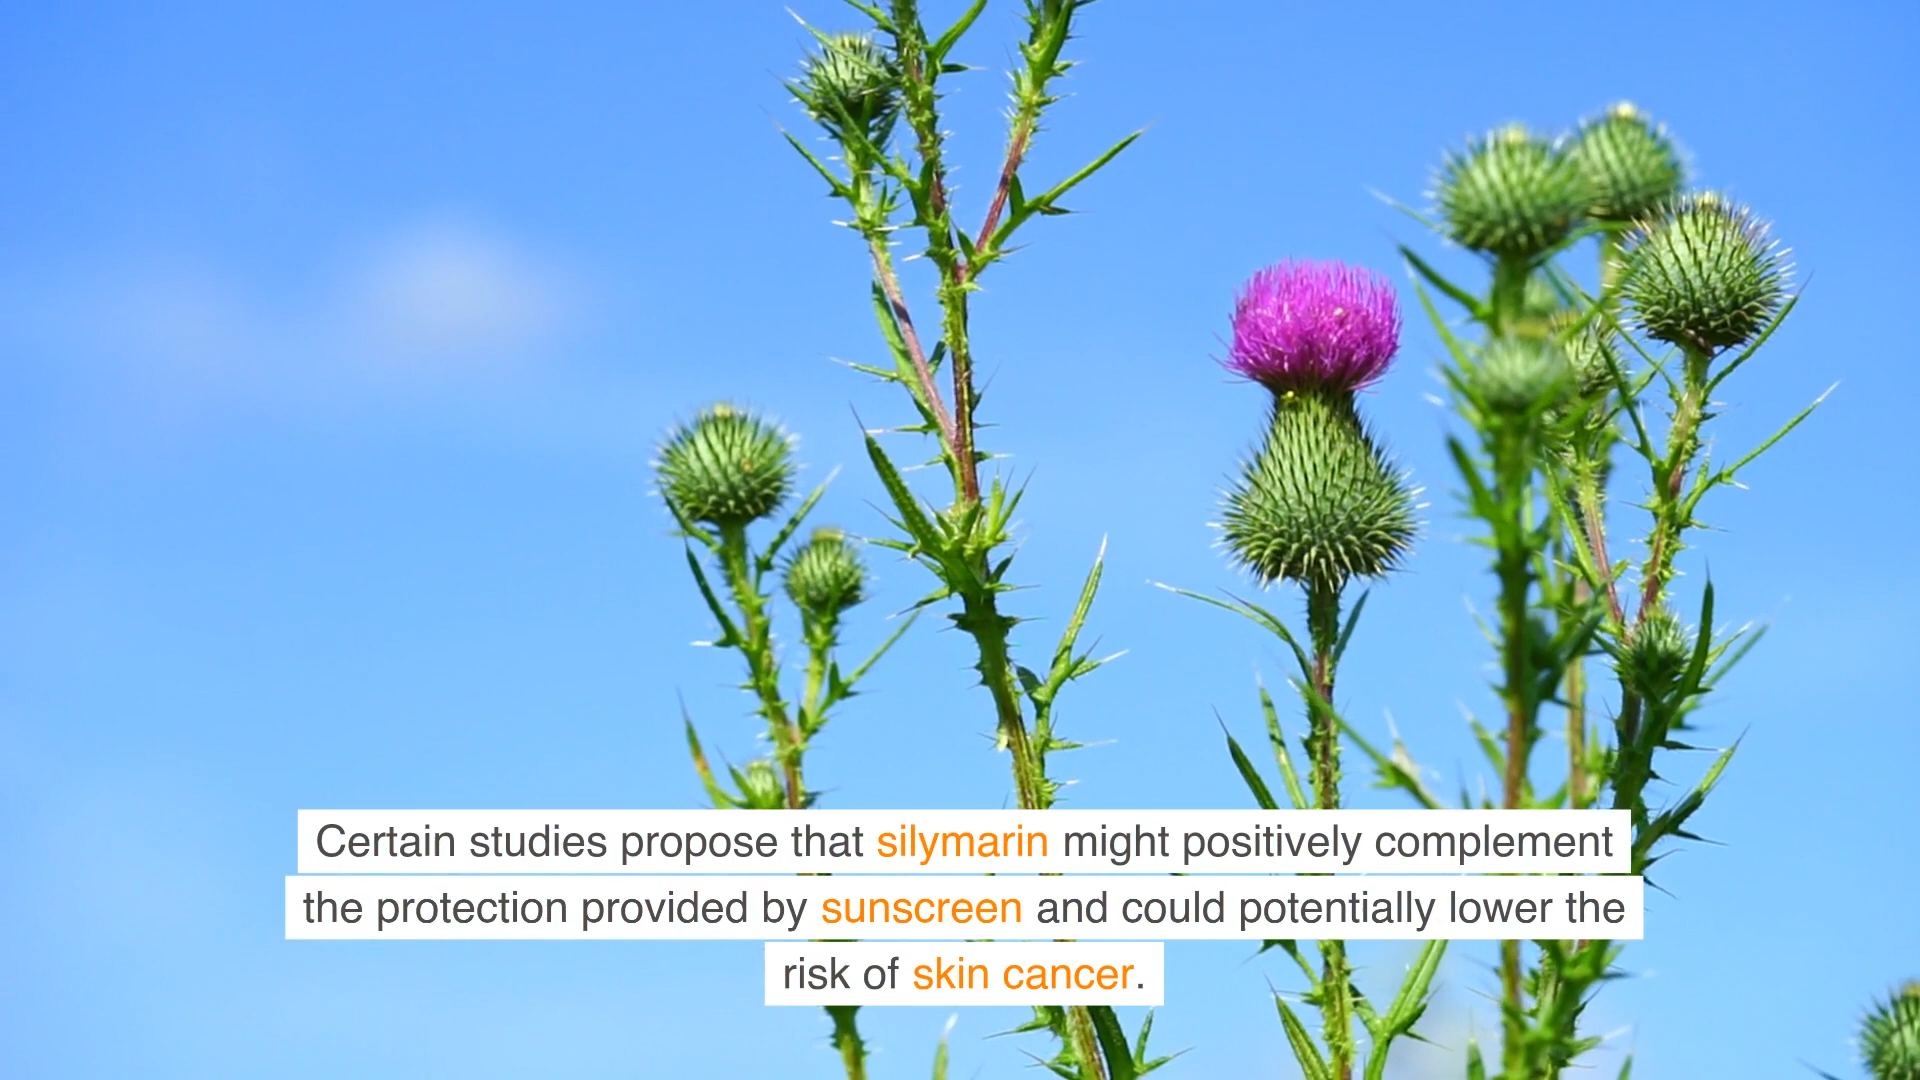 Certain studies propose that silymarin might positively complement
the protection provided by sunscreen and could potentially lower the
risk of skin cancer.